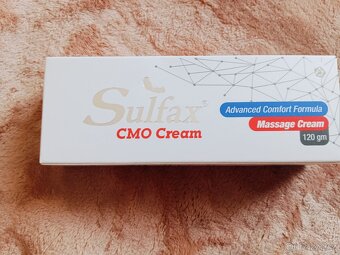 Sulfax
CMO Cream
Advanced Comfort Formula
Massage Cream
120 gm